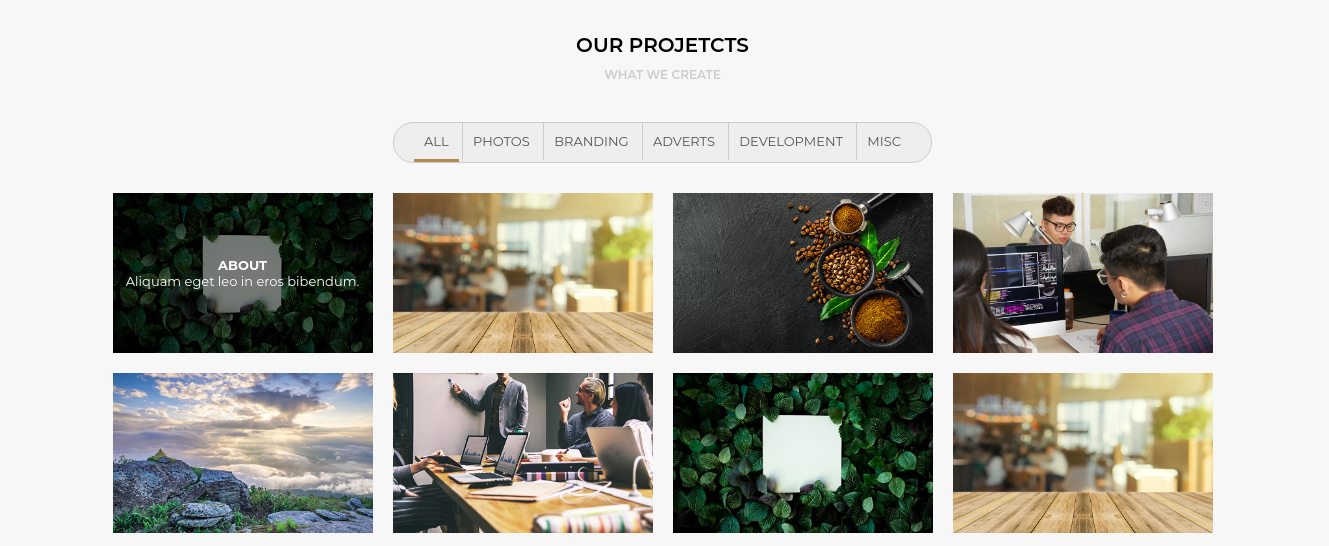 OUR PROJETCTS
WHAT WE CREATE
ALL PHOTOS BRANDING ADVERTS DEVELOPMENT MISC
ABOUT
Aliquam eget leo in eros bibendum.